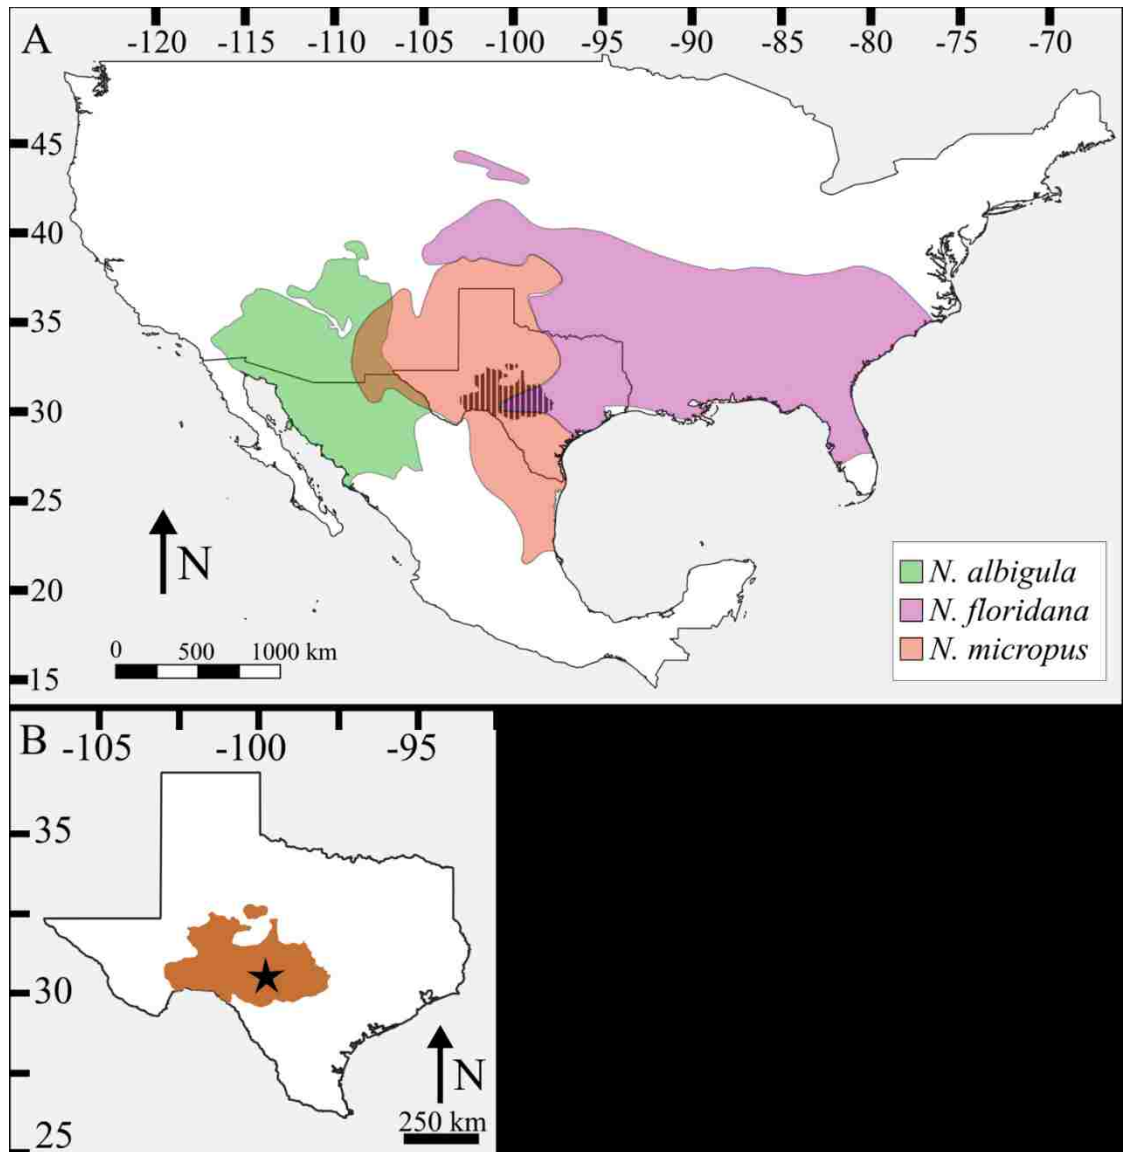 A -120 -115 -110 -105 -100 -95 -90 -85 -80 -75 -70
45
40
35
30
25
20
15
N
0 500 1000 km
N. albigula
N. floridana
N. micropus
B -105 -100 -95
35
30
25
N
250 km